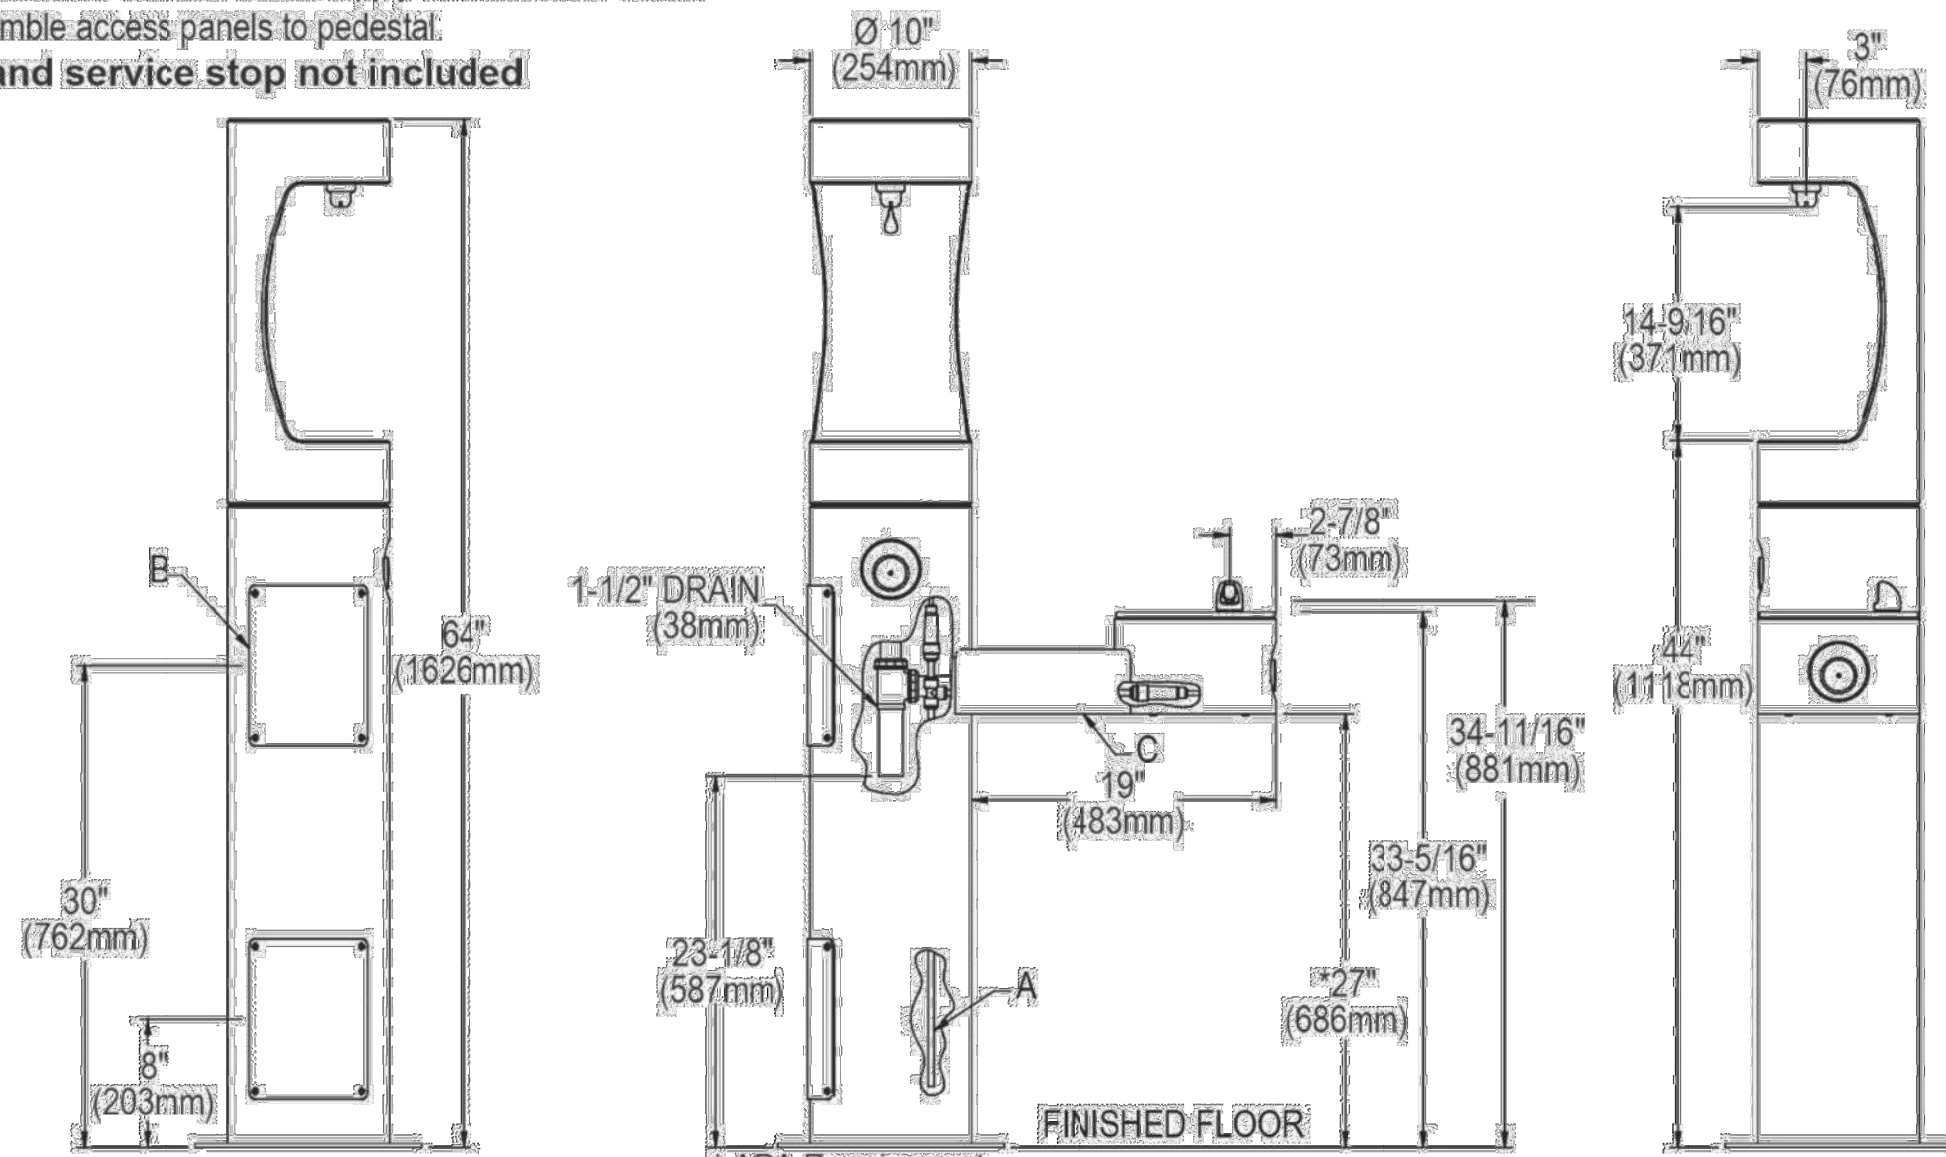 mble access panels to pedestal.
and service stop not included
Ø 10"
(254mm)
3"
(76mm)
14-9/16"
(371mm)
2-7/8"
(73mm)
B
1-1/2" DRAIN
(38mm)
64"
(1626mm)
44"
(1118mm)
34-11/16"
(881mm)
C
19"
(483mm)
33-5/16"
(847mm)
30"
(762mm)
23-1/8"
(587mm)
A
*27"
(686mm)
8"
(203mm)
FINISHED FLOOR